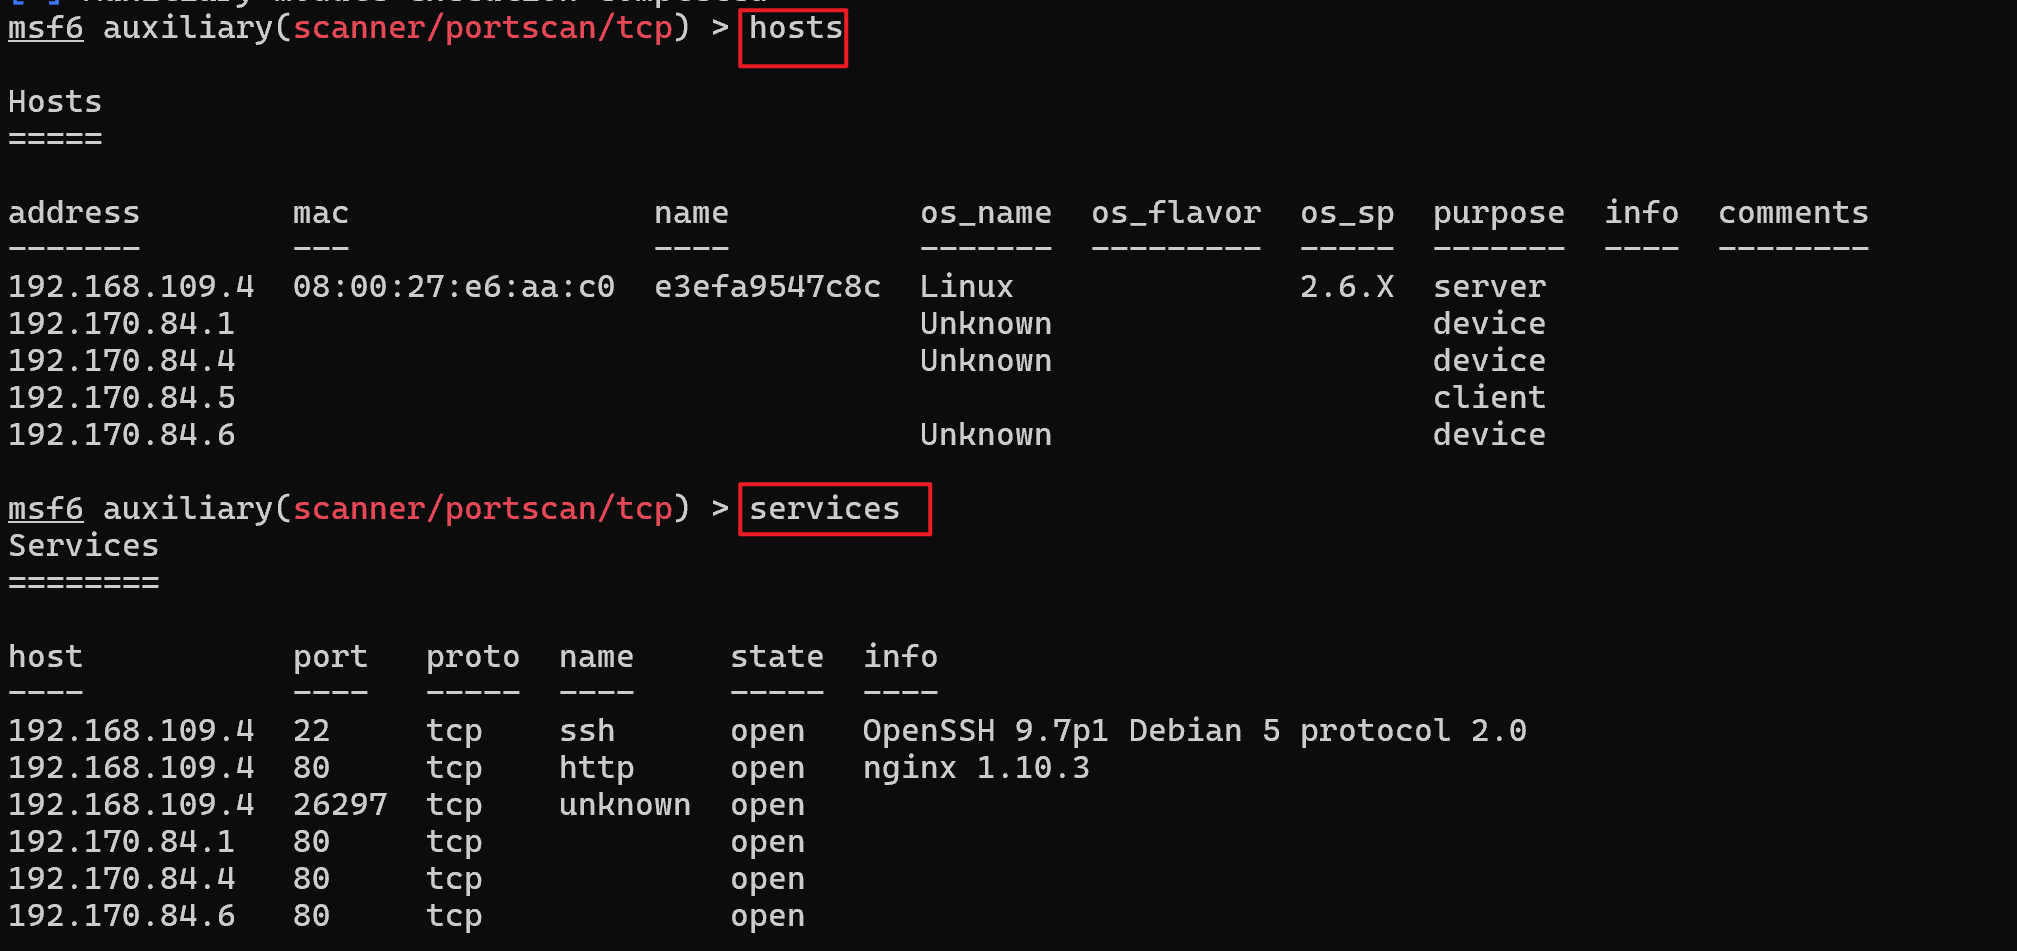 msf6 auxiliary(scanner/portscan/tcp) > hosts
Hosts
=====
address mac name os_name os_flavor os_sp purpose info comments
------- --- ---- ------- --------- ----- ------- ---- --------
192.168.109.4 08:00:27:e6:aa:c0 e3efa9547c8c Linux 2.6.X server
192.170.84.1 Unknown device
192.170.84.4 Unknown device
192.170.84.5 client
192.170.84.6 Unknown device
msf6 auxiliary(scanner/portscan/tcp) > services
Services
========
host port proto name state info
---- ---- ----- ---- ----- ----
192.168.109.4 22 tcp ssh open OpenSSH 9.7p1 Debian 5 protocol 2.0
192.168.109.4 80 tcp http open nginx 1.10.3
192.168.109.4 26297 tcp unknown open
192.170.84.1 80 tcp open
192.170.84.4 80 tcp open
192.170.84.6 80 tcp open